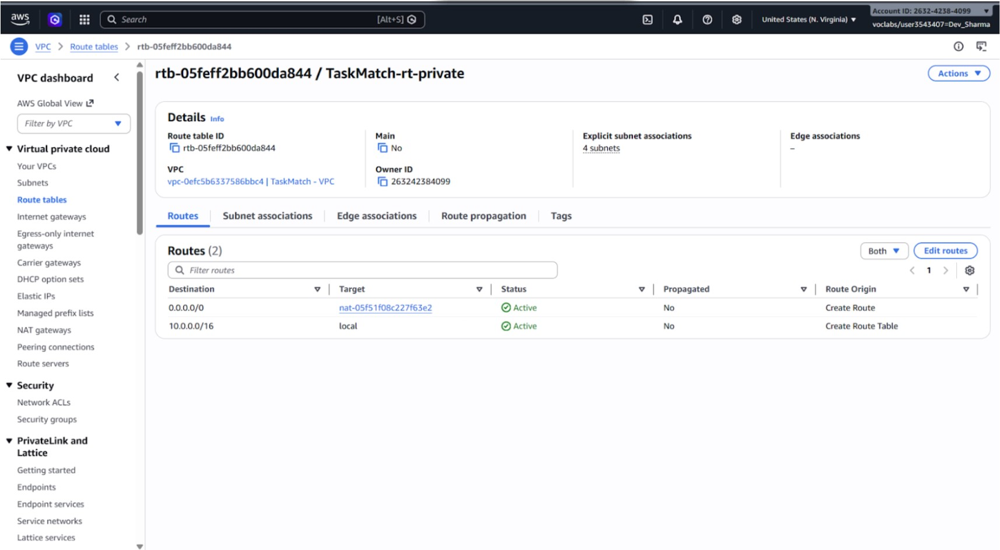 aws
Search [Alt+S]
United States (N. Virginia)
Account ID: 2632-4238-4099
voclabs/user3543407=Dev_Sharma
VPC > Route tables > rtb-05feff2bb600da844
VPC dashboard
AWS Global View
Filter by VPC
Virtual private cloud
Your VPCs
Subnets
Route tables
Internet gateways
Egress-only internet
gateways
Carrier gateways
DHCP option sets
Elastic IPs
Managed prefix lists
NAT gateways
Peering connections
Route servers
Security
Network ACLs
Security groups
PrivateLink and
Lattice
Getting started
Endpoints
Endpoint services
Service networks
Lattice services
rtb-05feff2bb600da844 / TaskMatch-rt-private
Actions
Details Info
Route table ID
rtb-05feff2bb600da844
Main
No
Explicit subnet associations
4 subnets
Edge associations
–
VPC
vpc-0efc5b6337586bbc4 | TaskMatch - VPC
Owner ID
263242384099
Routes Subnet associations Edge associations Route propagation Tags
Routes (2)
Both Edit routes
Filter routes
1
Destination Target Status Propagated Route Origin
0.0.0.0/0 nat-05f51f08c227f63e2 Active No Create Route
10.0.0.0/16 local Active No Create Route Table